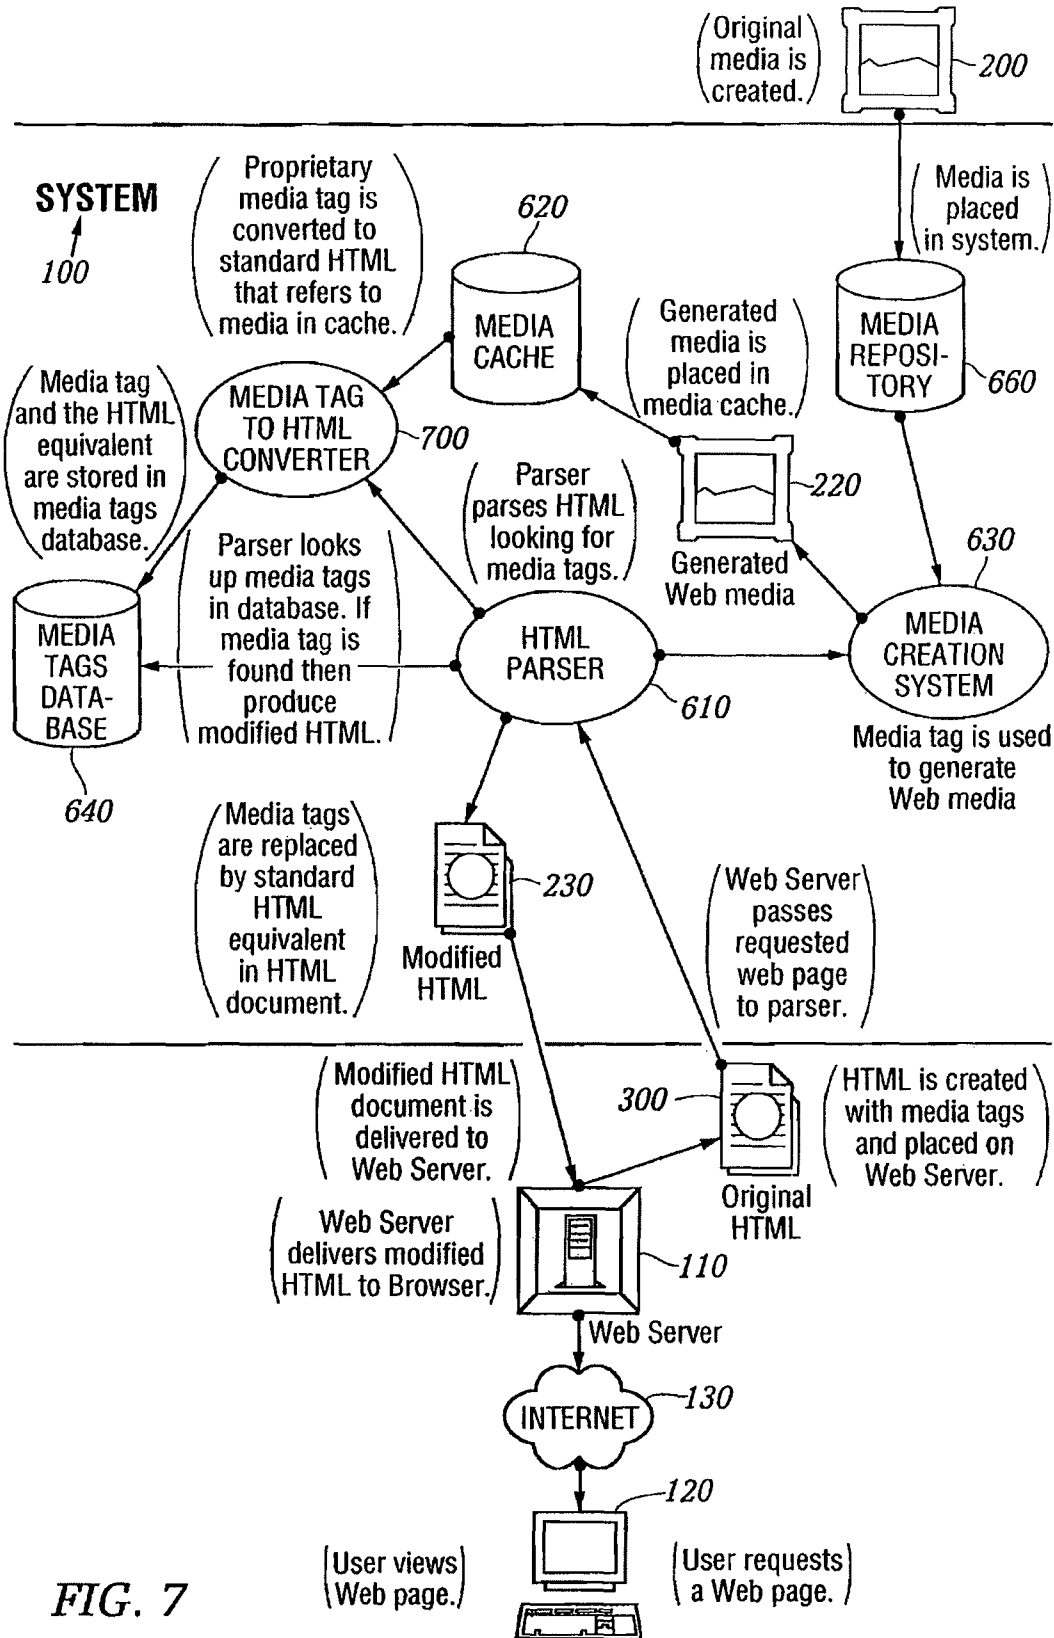 (Original
media is
created.)
200
SYSTEM
100
(Proprietary
media tag is
converted to
standard HTML
that refers to
media in cache.)
620
(Media is
placed
in system.)
MEDIA
CACHE
(Generated
media is
placed in
media cache.)
MEDIA
REPOSI-
TORY
660
(Media tag
and the HTML
equivalent
are stored in
media tags
database.)
MEDIA TAG
TO HTML
CONVERTER
700
(Parser
parses HTML
looking for
media tags.)
220
Generated
Web media
630
(Parser looks
up media tags
in database. If
media tag is
found then
produce
modified HTML.)
MEDIA
TAGS
DATA-
BASE
640
HTML
PARSER
610
MEDIA
CREATION
SYSTEM
Media tag is used
to generate
Web media
(Media tags
are replaced
by standard
HTML
equivalent
in HTML
document.)
230
Modified
HTML
(Web Server
passes
requested
web page
to parser.)
(Modified HTML
document is
delivered to
Web Server.)
300
Original
HTML
(HTML is created
with media tags
and placed on
Web Server.)
(Web Server
delivers modified
HTML to Browser.)
110
Web Server
INTERNET
130
120
(User views
Web page.)
(User requests
a Web page.)
FIG. 7